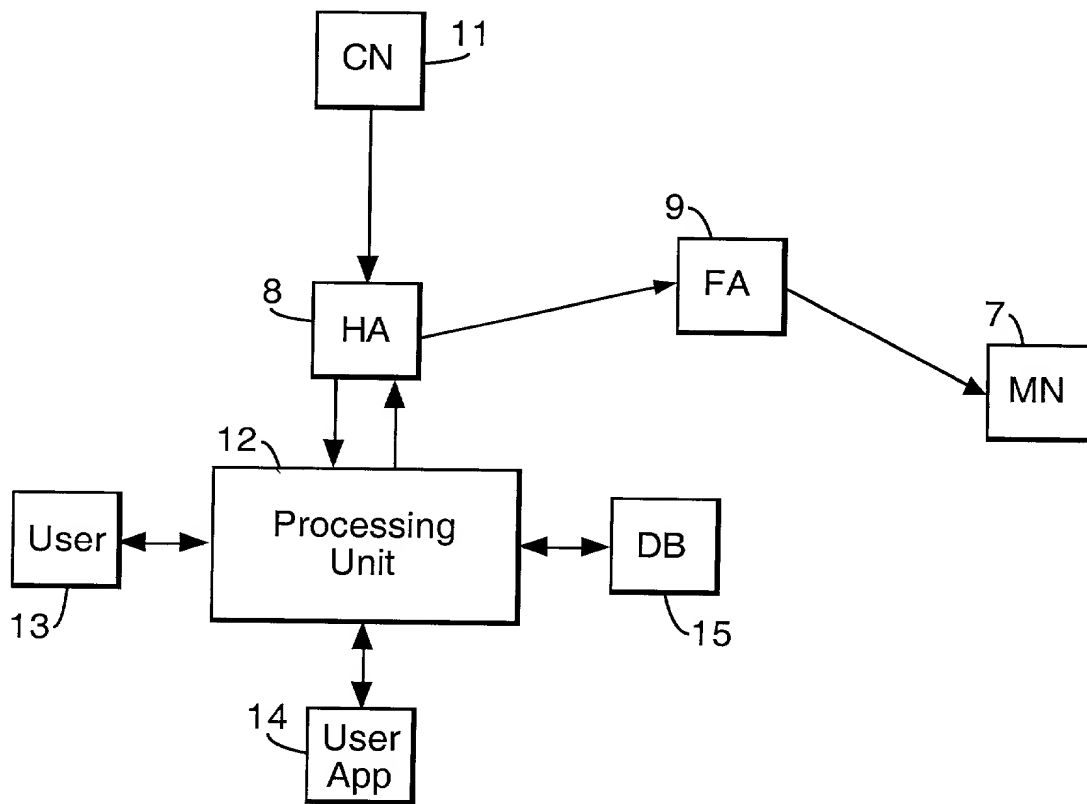 CN
11
9
FA
8
HA
7
MN
12
Processing
Unit
User
13
DB
15
14
User
App